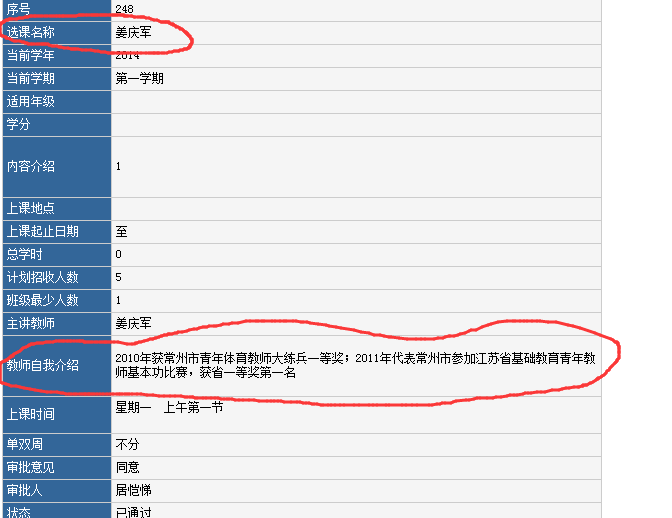 序号 248
选课名称 姜庆军
当前学年 2014
当前学期 第一学期
适用年级
学分
内容介绍 1
上课地点
上课起止日期 至
总学时 0
计划招收人数 5
班级最少人数 1
主讲教师 姜庆军
教师自我介绍 2010年获常州市青年体育教师大练兵一等奖；2011年代表常州市参加江苏省基础教育青年教
师基本功比赛，获省一等奖第一名
上课时间 星期一 上午第一节
单双周 不分
审批意见 同意
审批人 居恺悌
状态 已通过